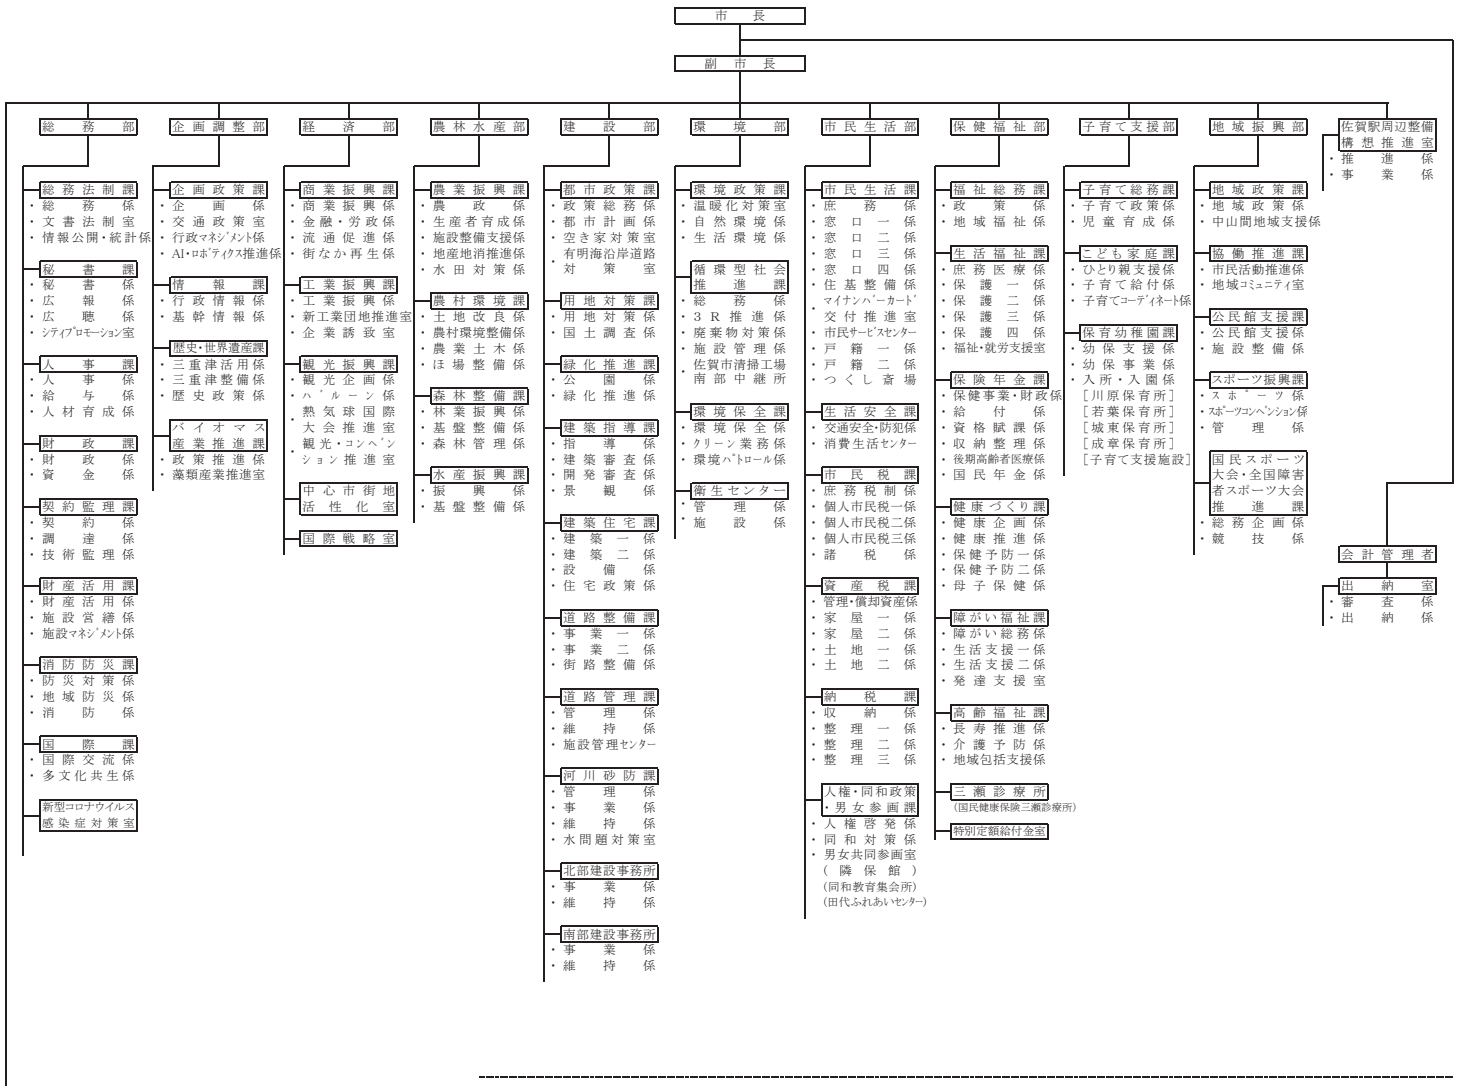 市長
副市長
総務部
総務法制課
・総務係
・文書法制室
・情報公開・統計係
秘書課
・秘書係
・広報係
・広聴係
・シティプロモーション室
人事課
・人事係
・給与係
・人材育成係
財政課
・財政係
・資金係
契約監理課
・契約係
・調達係
・技術監理係
財産活用課
・財産活用係
・施設営繕係
・施設マネジメント係
消防防災課
・防災対策係
・地域防災係
・消防係
国際課
・国際交流係
・多文化共生係
新型コロナウイルス
感染症対策室
企画調整部
企画政策課
・企画係
・交通政策室
・行政マネジメント係
・AI・ロボティクス推進係
情報課
・行政情報係
・基幹情報係
歴史・世界遺産課
・三重津活用係
・三重津整備係
・歴史政策係
バイオマス
産業推進課
・政策推進係
・藻類産業推進室
経済部
商業振興課
・商業振興係
・金融・労政係
・流通促進係
・街なか再生係
工業振興課
・工業振興係
・新工業団地推進室
・企業誘致室
観光振興課
・観光企画係
・バルーン係
・熱気球国際
大会推進室
・観光・コンベン
ション推進室
中心市街地
活性化室
国際戦略室
農林水産部
農業振興課
・農政係
・生産者育成係
・施設整備支援係
・地産地消推進係
・水田対策係
農村環境課
・土地改良係
・農村環境整備係
・農業土木係
・ほ場整備係
森林整備課
・林業振興係
・基盤整備係
・森林管理係
水産振興課
・振興係
・基盤整備係
建設部
都市政策課
・政策総務係
・都市計画係
・空き家対策室
・有明海沿岸道路
対策室
用地対策課
・用地対策係
・国土調査係
緑化推進課
・公園係
・緑化推進係
建築指導課
・指導係
・建築審査係
・開発審査係
・景観係
建築住宅課
・建築一係
・建築二係
・設備係
・住宅政策係
道路整備課
・事業一係
・事業二係
・街路整備係
道路管理課
・管理係
・維持係
・施設管理センター
河川砂防課
・管理係
・事業係
・維持係
・水問題対策室
北部建設事務所
・事業係
・維持係
南部建設事務所
・事業係
・維持係
環境部
環境政策課
・温暖化対策室
・自然環境係
・生活環境係
循環型社会
推進課
・総務係
・3R推進係
・廃棄物対策係
・施設管理係
・佐賀市清掃工場
南部中継所
環境保全課
・環境保全係
・クリーン業務係
・環境パトロール係
衛生センター
・管理係
・施設係
市民生活部
市民生活課
・庶務係
・窓口一係
・窓口二係
・窓口三係
・窓口四係
・住基整備係
・マイナンバーカード
交付推進室
・市民サービスセンター
・戸籍一係
・戸籍二係
・つくし斎場
生活安全課
・交通安全・防犯係
・消費生活センター
市民税課
・庶務税制係
・個人市民税一係
・個人市民税二係
・個人市民税三係
・諸税係
資産税課
・管理・償却資産係
・家屋一係
・家屋二係
・土地一係
・土地二係
納税課
・収納係
・整理一係
・整理二係
・整理三係
人権・同和政策
・男女参画課
・人権啓発係
・同和対策係
・男女共同参画室
(隣保館)
(同和教育集会所)
(田代ふれあいセンター)
保健福祉部
福祉総務課
・政策係
・地域福祉係
生活福祉課
・庶務医療係
・保護一係
・保護二係
・保護三係
・保護四係
・福祉・就労支援室
保険年金課
・保健事業・財政係
・給付係
・資格賦課係
・収納整理係
・後期高齢者医療係
・国民年金係
健康づくり課
・健康企画係
・健康推進係
・保健予防一係
・保健予防二係
・母子保健係
障がい福祉課
・障がい総務係
・生活支援一係
・生活支援二係
・発達支援室
高齢福祉課
・長寿推進係
・介護予防係
・地域包括支援係
三瀬診療所
(国民健康保険三瀬診療所)
特別定額給付金室
子育て支援部
子育て総務課
・子育て政策係
・児童育成係
こども家庭課
・ひとり親支援係
・子育て給付係
・子育てコーディネート係
保育幼稚園課
・幼保支援係
・幼保事業係
・入所・入園係
[川原保育所]
[若葉保育所]
[城東保育所]
[成章保育所]
[子育て支援施設]
地域振興部
地域政策課
・地域政策係
・中山間地域支援係
協働推進課
・市民活動推進係
・地域コミュニティ室
公民館支援課
・公民館支援係
・施設整備係
スポーツ振興課
・スポーツ係
・スポーツコンベンション係
・管理係
国民スポーツ
大会・全国障害
者スポーツ大会
推進課
・総務企画係
・競技係
佐賀駅周辺整備
構想推進室
・推進係
・事業係
会計管理者
出納室
・審査係
・出納係